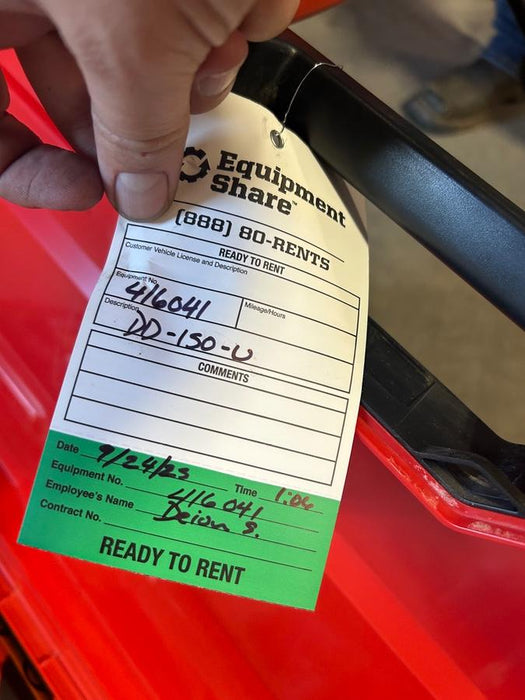 Equipment
Share™
(888) 80-RENTS
READY TO RENT
Customer Vehicle License and Description
Equipment No. 416041 Mileage/Hours
Description DD-150-U
COMMENTS
Date 9/24/25 Time 1:06
Equipment No. 416041
Employee's Name Deion S.
Contract No.
READY TO RENT